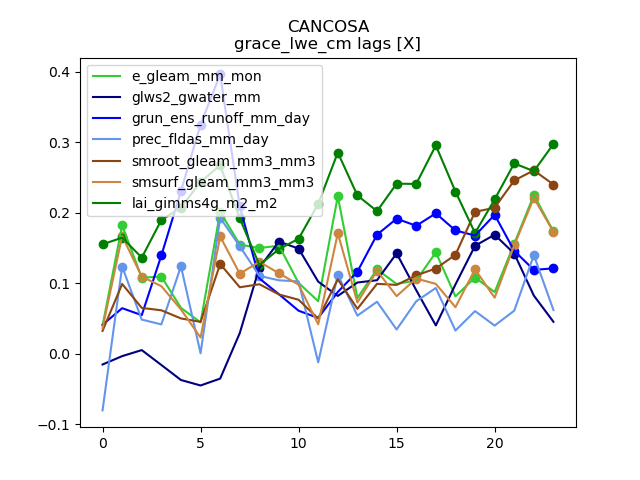 CANCOSA
grace_lwe_cm lags [X]
0.4
0.3
0.2
0.1
0.0
−0.1
e_gleam_mm_mon
glws2_gwater_mm
grun_ens_runoff_mm_day
prec_fldas_mm_day
smroot_gleam_mm3_mm3
smsurf_gleam_mm3_mm3
lai_gimms4g_m2_m2
0 5 10 15 20